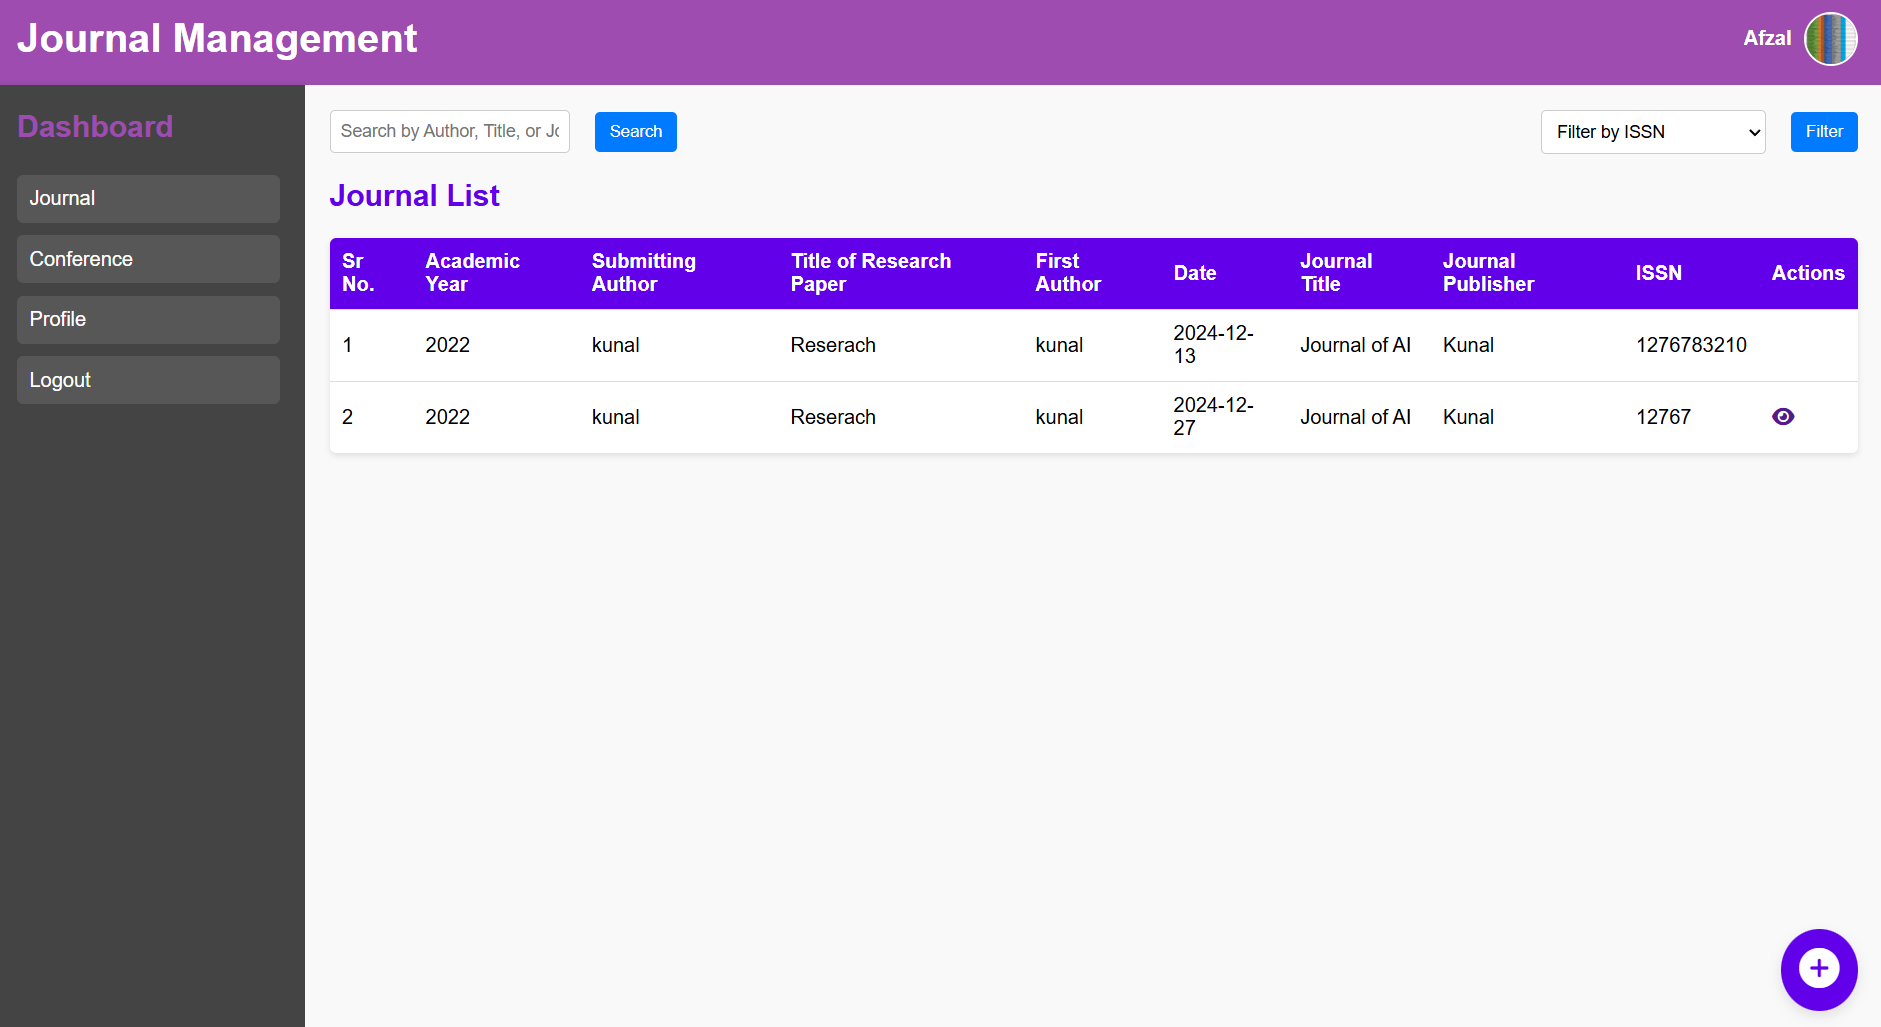 Journal Management
Afzal
Dashboard
Journal
Conference
Profile
Logout
Search by Author, Title, or Jo
Search
Filter by ISSN
Filter
Journal List
Sr No. Academic Year Submitting Author Title of Research Paper First Author Date Journal Title Journal Publisher ISSN Actions
1 2022 kunal Reserach kunal 2024-12-13 Journal of AI Kunal 1276783210
2 2022 kunal Reserach kunal 2024-12-27 Journal of AI Kunal 12767